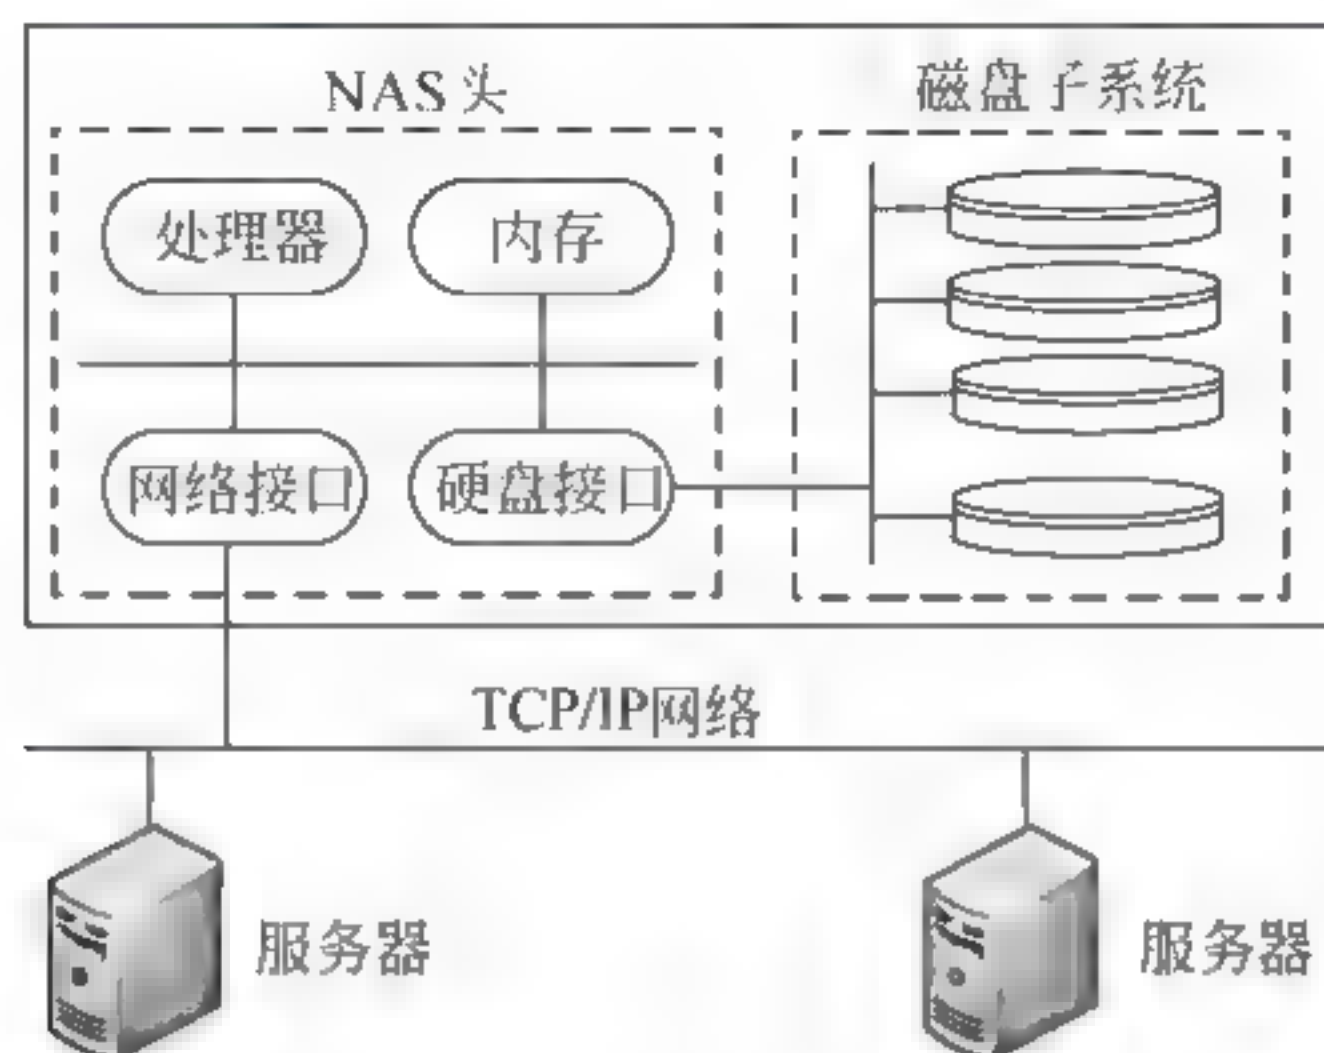 NAS头
磁盘子系统
处理器
内存
网络接口
硬盘接口
TCP/IP网络
服务器
服务器